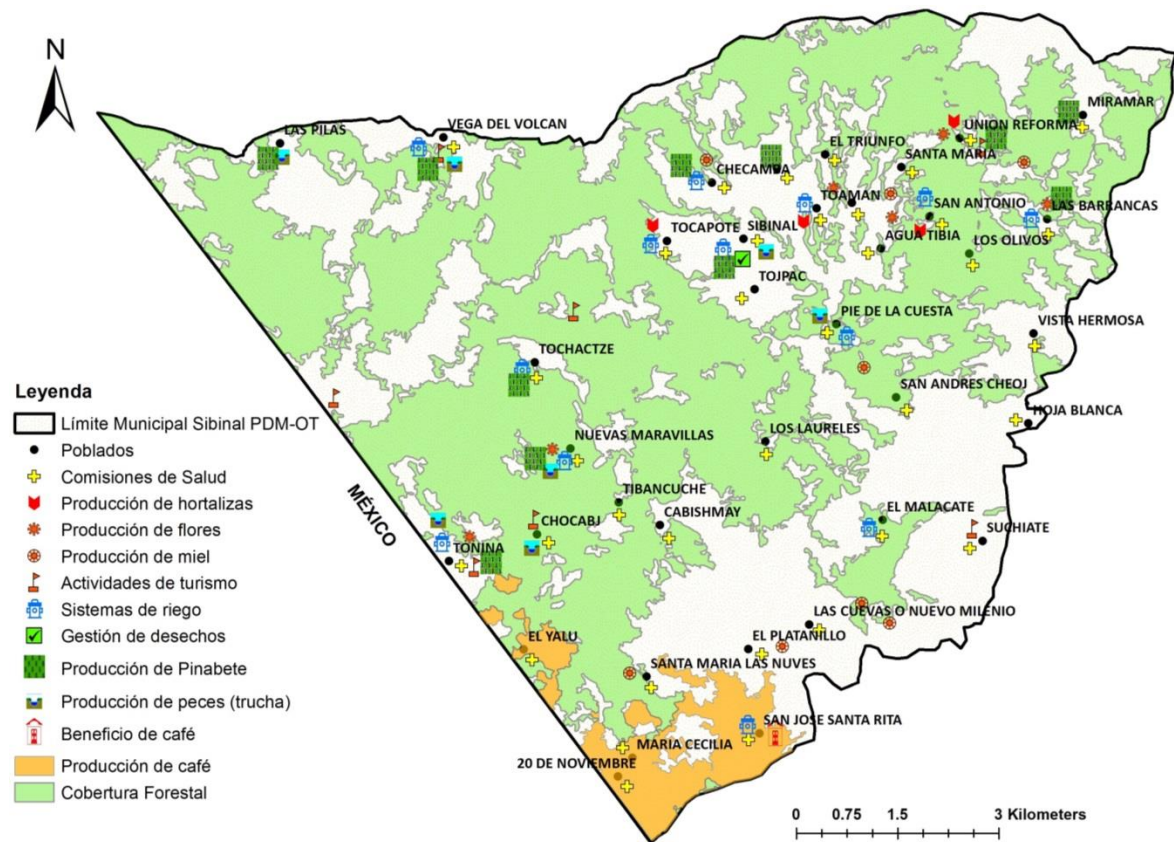 N
MIRAMAR
LAS PILAS
VEGA DEL VOLCAN
UNION REFORMA
EL TRIUNFO
SANTA MARIA
CHECAMBA
TOAMAN
SAN ANTONIO
LAS BARRANCAS
TOCAPOTE
SIBINAL
AGUA TIBIA
LOS OLIVOS
TOJPAC
PIE DE LA CUESTA
VISTA HERMOSA
TOCHACTZE
SAN ANDRES CHEOJ
HOJA BLANCA
LOS LAURELES
NUEVAS MARAVILLAS
MÉXICO
TIBANCUCHE
CABISHMAY
CHOCABJ
EL MALACATE
SUCHIATE
TONINA
LAS CUEVAS O NUEVO MILENIO
EL YALU
EL PLATANILLO
SANTA MARIA LAS NUVES
SAN JOSE SANTA RITA
MARIA CECILIA
20 DE NOVIEMBRE
Leyenda
Límite Municipal Sibinal PDM-OT
Poblados
Comisiones de Salud
Producción de hortalizas
Producción de flores
Producción de miel
Actividades de turismo
Sistemas de riego
Gestión de desechos
Producción de Pinabete
Producción de peces (trucha)
Beneficio de café
Producción de café
Cobertura Forestal
0 0.75 1.5 3 Kilometers